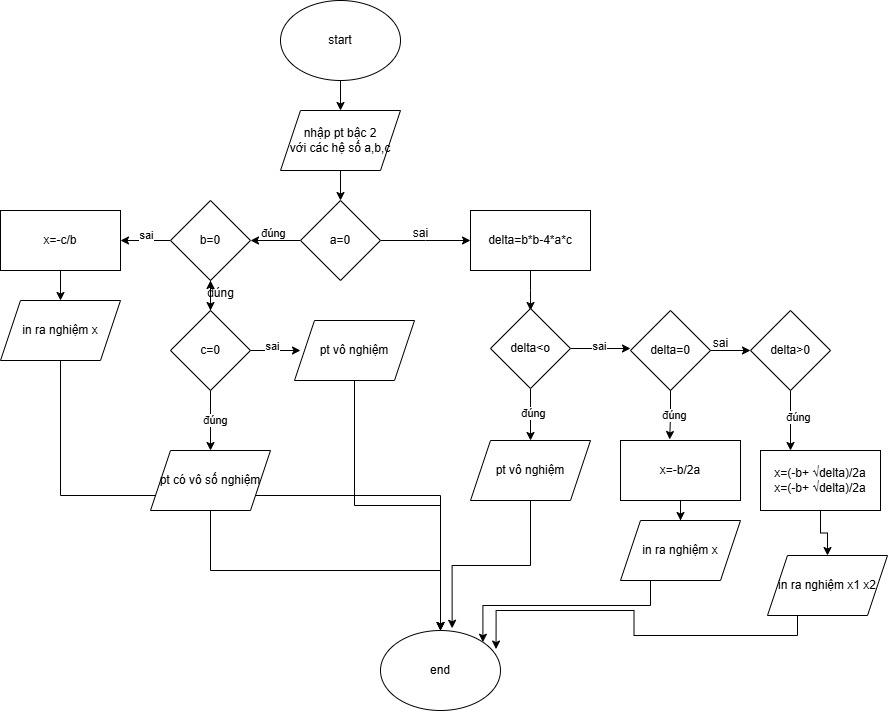 start
nhập pt bậc 2
với các hệ số a,b,c
x=-c/b
sai
b=0
đúng
a=0
sai
delta=b*b-4*a*c
đúng
in ra nghiệm x
c=0
sai
pt vô nghiệm
delta<o
sai
delta=0
sai
delta>0
đúng
đúng
đúng
đúng
pt có vô số nghiệm
pt vô nghiệm
x=-b/2a
x=(-b+ √delta)/2a
x=(-b+ √delta)/2a
in ra nghiệm x
in ra nghiệm x1 x2
end